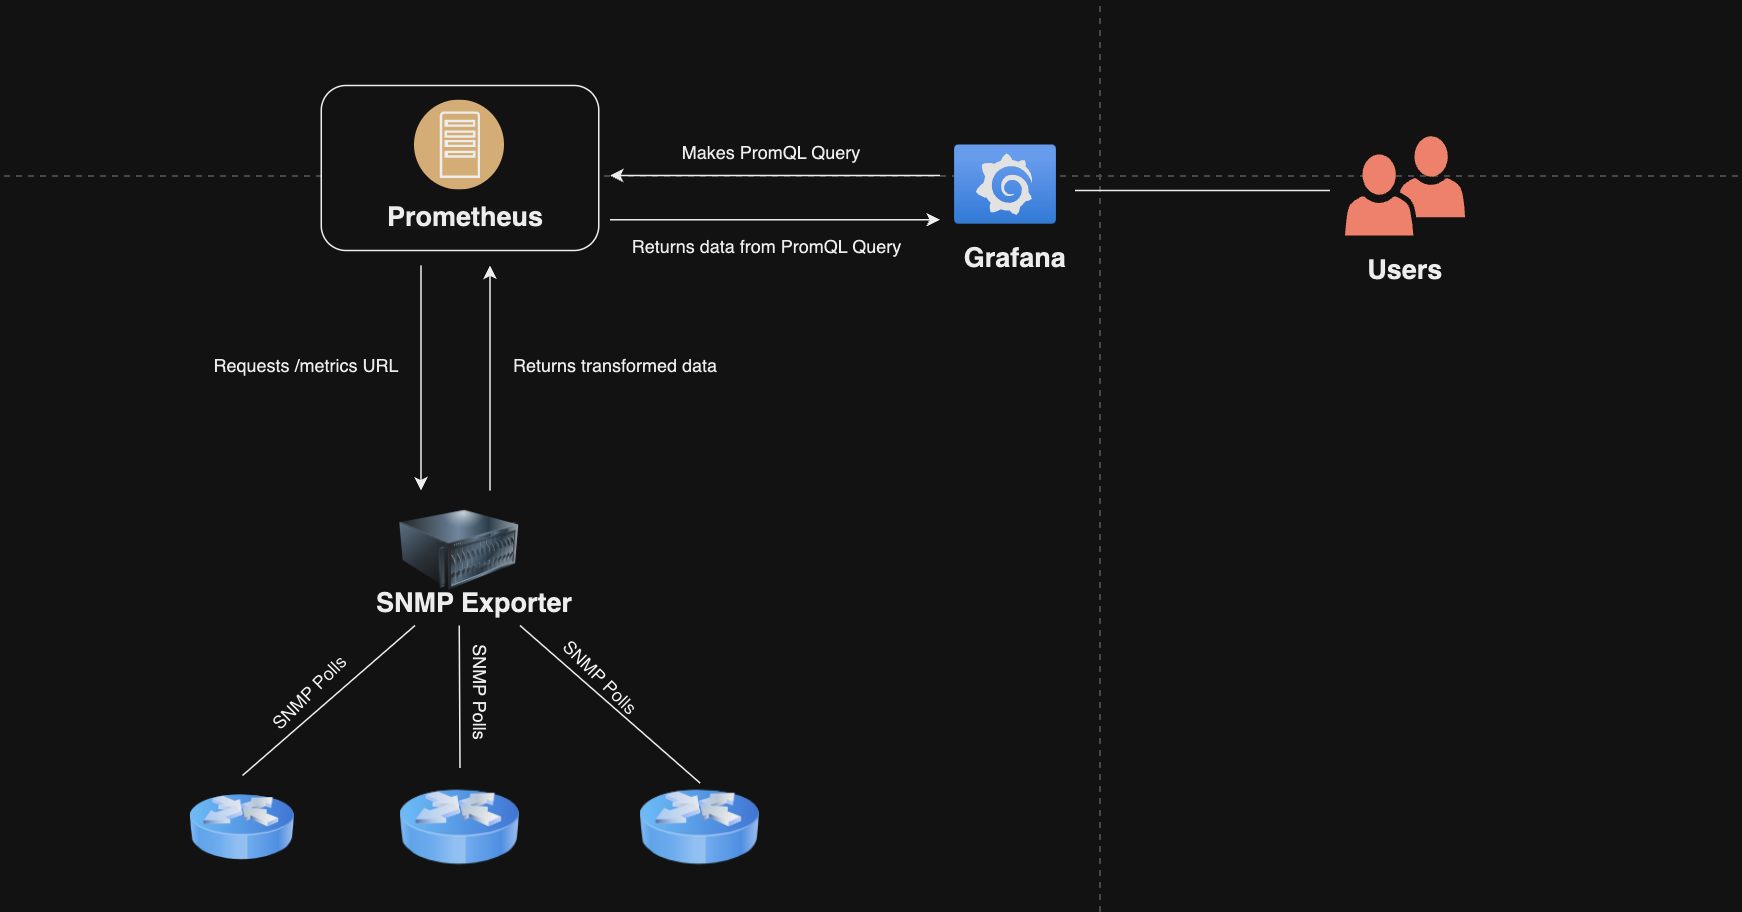 Makes PromQL Query
Prometheus
Returns data from PromQL Query
Grafana
Users
Requests /metrics URL
Returns transformed data
SNMP Exporter
SNMP Polls
SNMP Polls
SNMP Polls